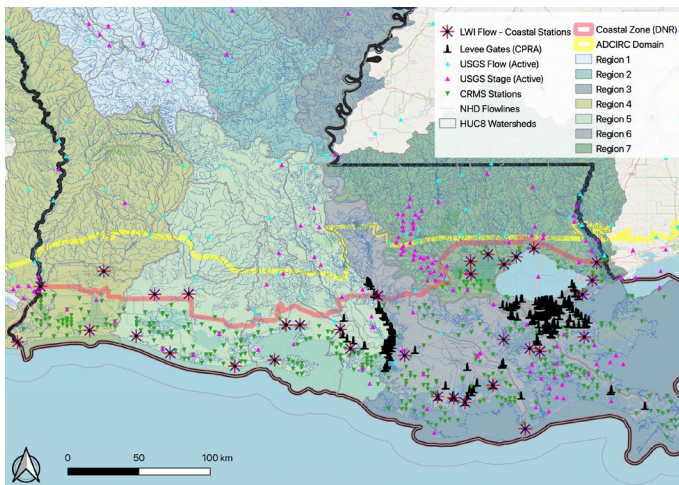 LWI Flow - Coastal Stations
Levee Gates (CPRA)
USGS Flow (Active)
USGS Stage (Active)
CRMS Stations
NHD Flowlines
HUC8 Watersheds
Coastal Zone (DNR)
ADCIRC Domain
Region 1
Region 2
Region 3
Region 4
Region 5
Region 6
Region 7
0 50 100 km